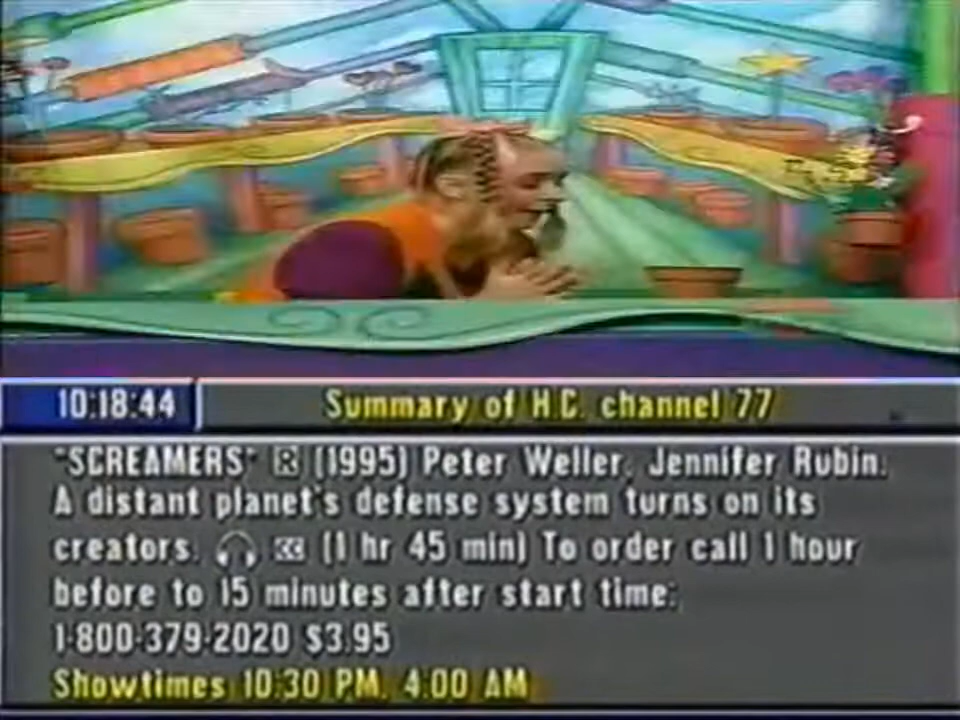 10:18:44
Summary of H.C. channel 77
"SCREAMERS" R (1995) Peter Weller, Jennifer Rubin.
A distant planet's defense system turns on its
creators. CC (1 hr 45 min) To order call 1 hour
before to 15 minutes after start time:
1-800-379-2020 $3.95
Showtimes 10:30 PM, 4:00 AM